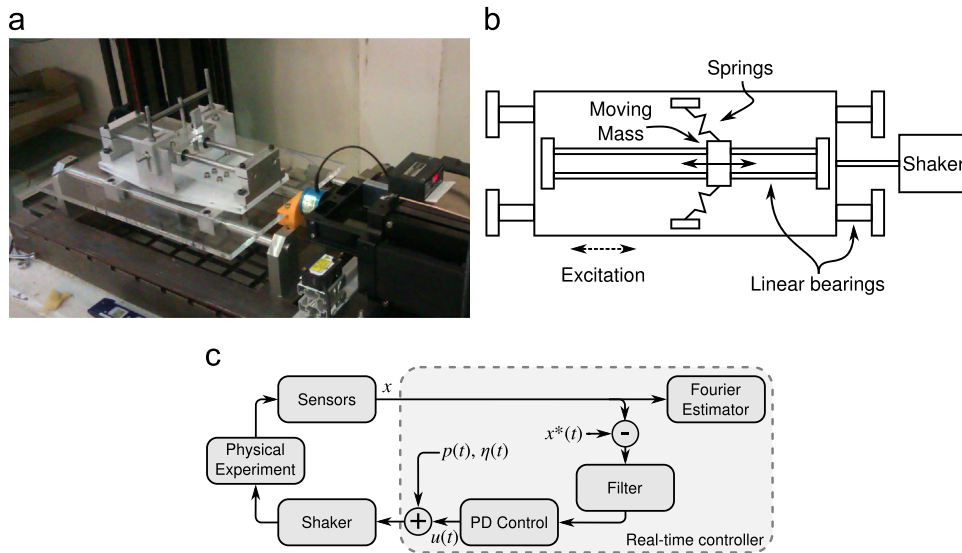 a
b
Springs
Moving
Mass
Shaker
Excitation
Linear bearings
c
Sensors
x
Fourier
Estimator
x*(t)
-
Physical
Experiment
p(t), η(t)
Filter
Shaker
+
u(t)
PD Control
Real-time controller